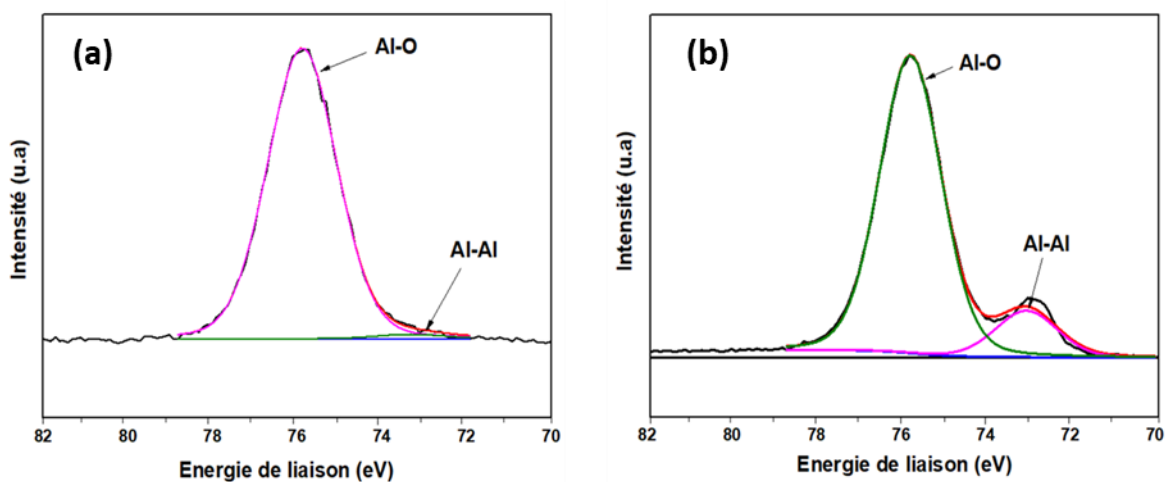 (a)
Al-O
Al-Al
Intensité (u.a)
82 80 78 76 74 72 70
Energie de liaison (eV)
(b)
Al-O
Al-Al
Intensité (u.a)
82 80 78 76 74 72 70
Energie de liaison (eV)